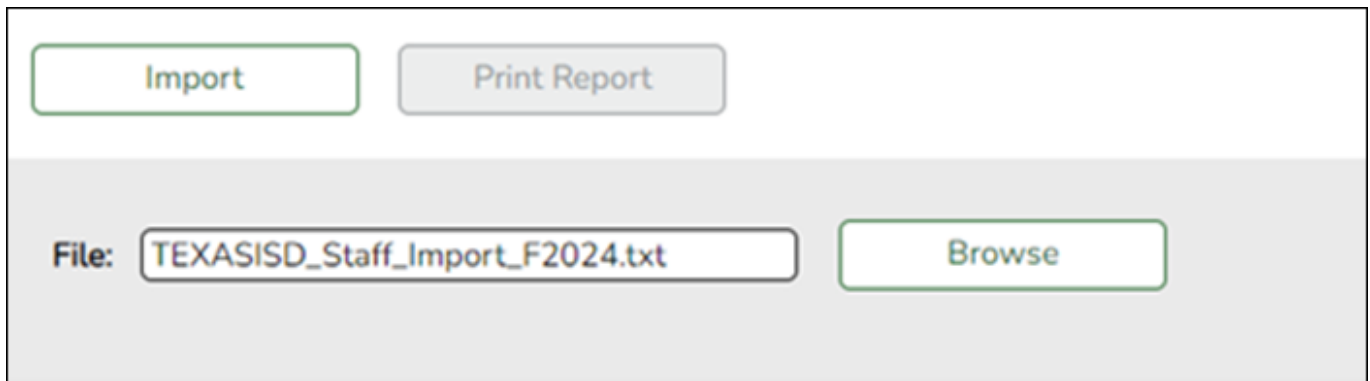 Import Print Report
File: TEXASISD_Staff_Import_F2024.txt Browse